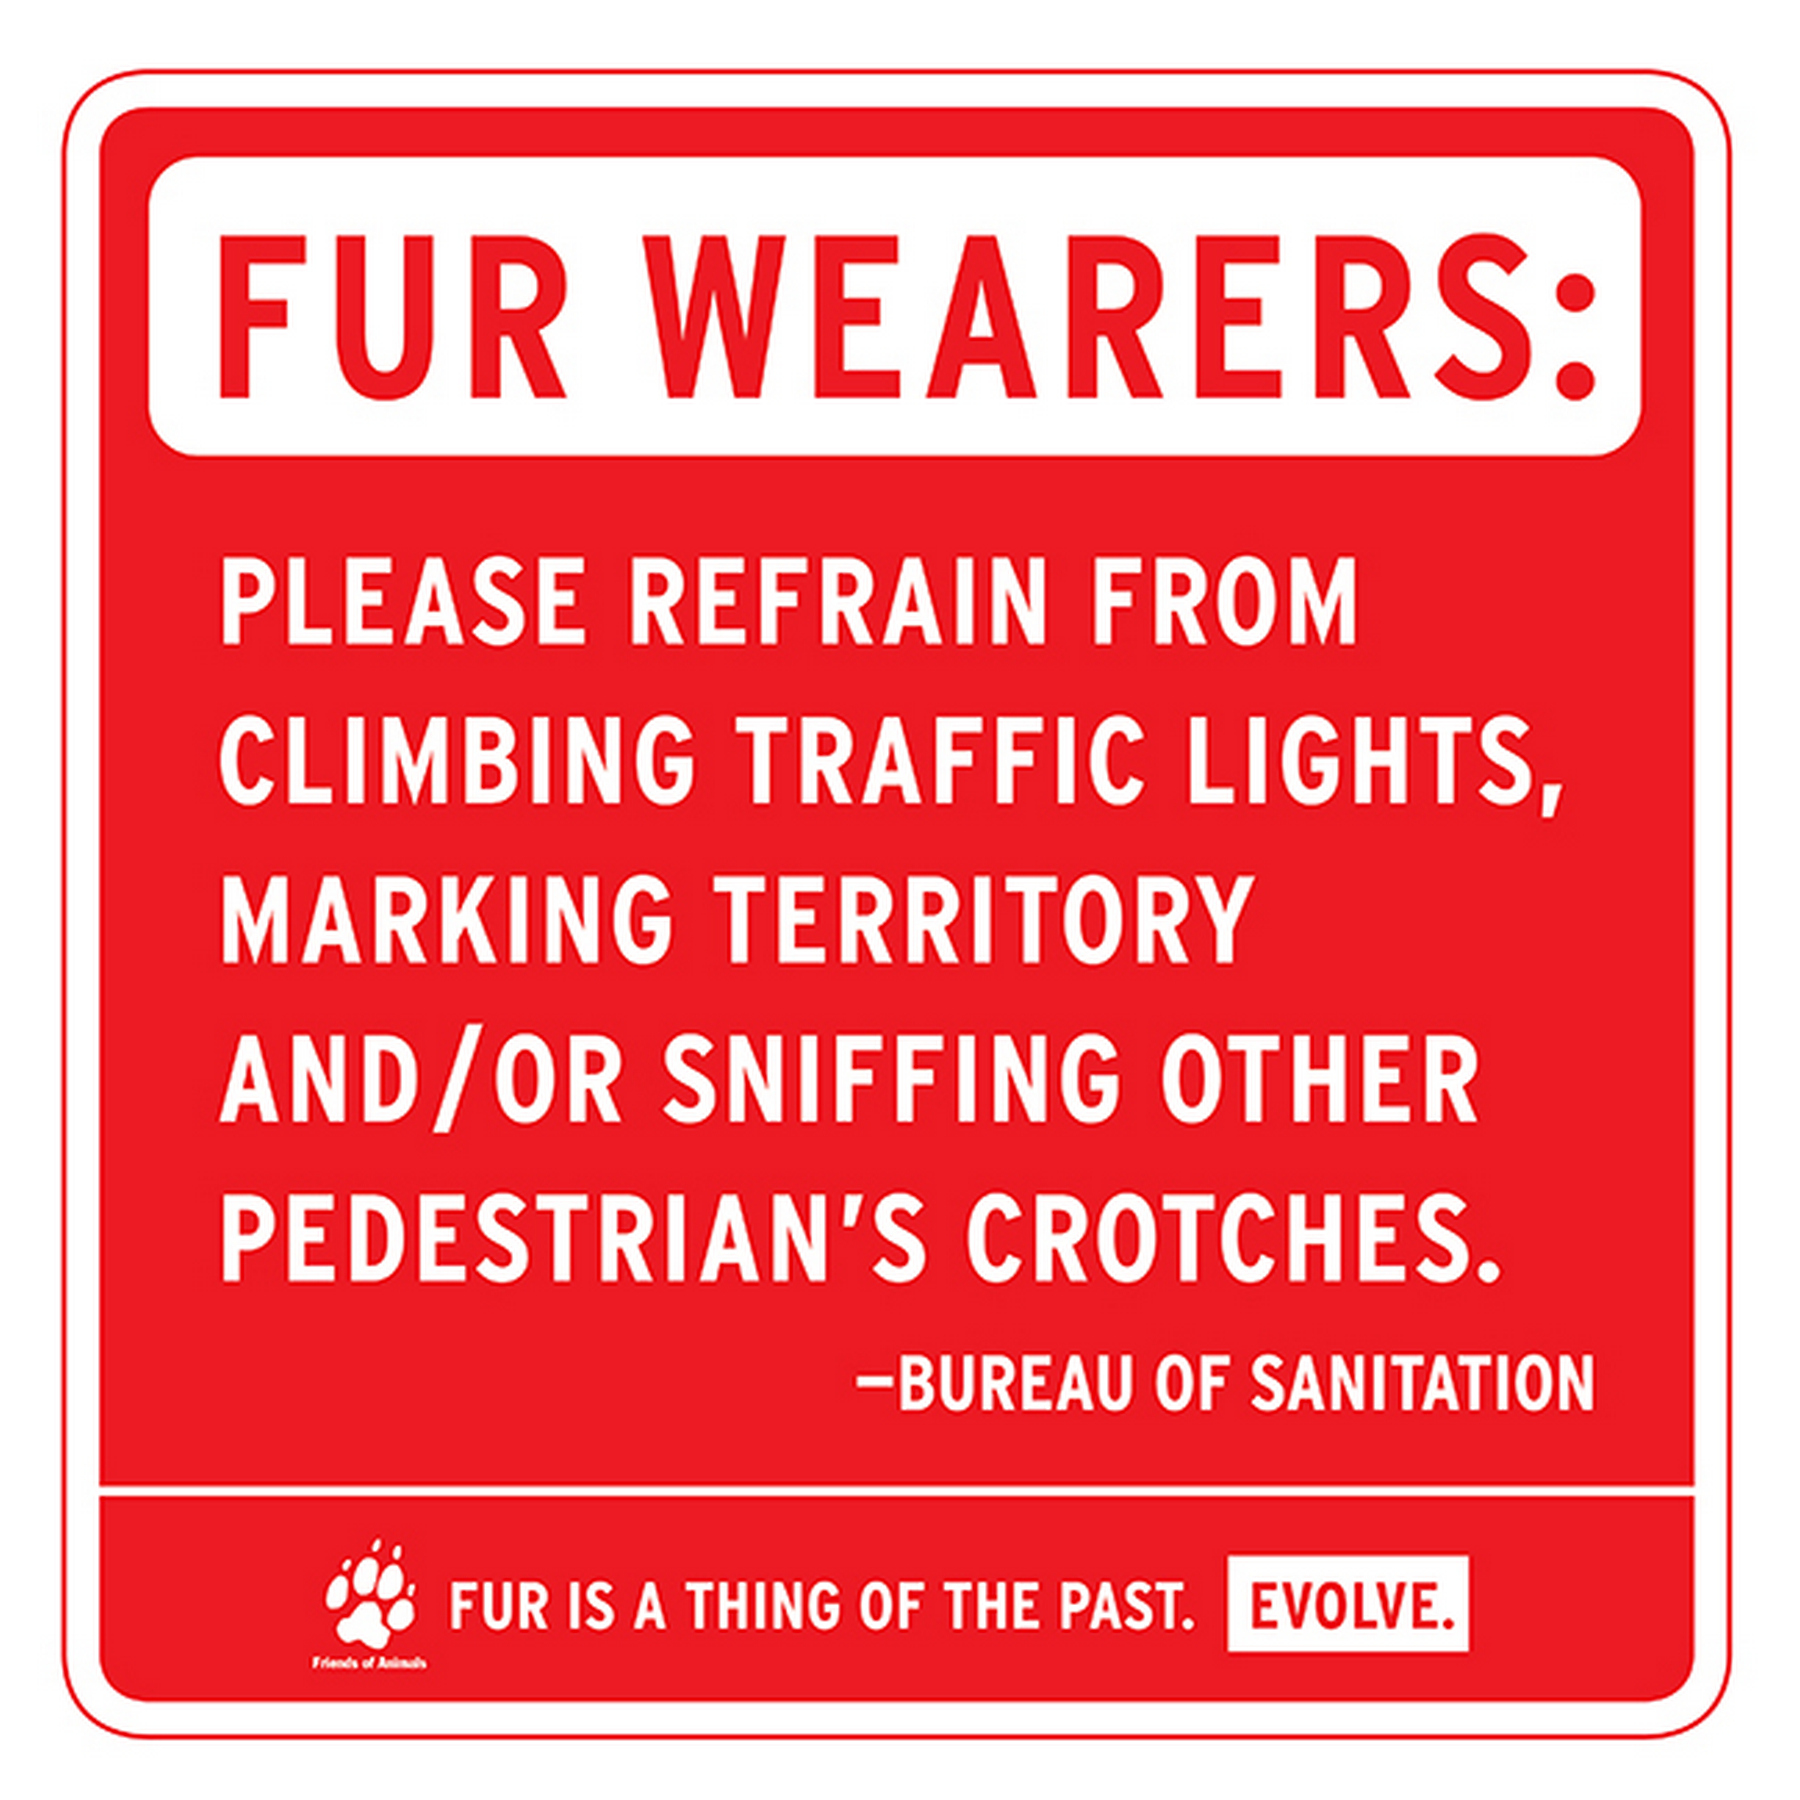 FUR WEARERS:
PLEASE REFRAIN FROM
CLIMBING TRAFFIC LIGHTS,
MARKING TERRITORY
AND/OR SNIFFING OTHER
PEDESTRIAN'S CROTCHES.
–BUREAU OF SANITATION
FUR IS A THING OF THE PAST. EVOLVE.
Friends of Animals